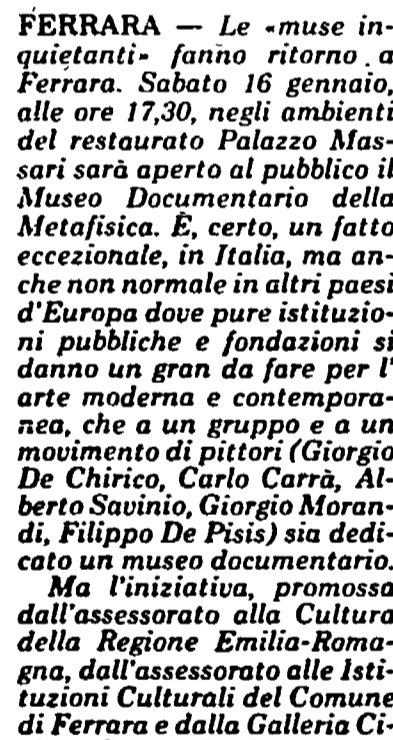 FERRARA — Le «muse in-
quietanti» fanno ritorno a
Ferrara. Sabato 16 gennaio,
alle ore 17,30, negli ambienti
del restaurato Palazzo Mas-
sari sarà aperto al pubblico il
Museo Documentario della
Metafisica. È, certo, un fatto
eccezionale, in Italia, ma an-
che non normale in altri paesi
d'Europa dove pure istituzio-
ni pubbliche e fondazioni si
danno un gran da fare per l'
arte moderna e contempora-
nea, che a un gruppo e a un
movimento di pittori (Giorgio
De Chirico, Carlo Carrà, Al-
berto Savinio, Giorgio Moran-
di, Filippo De Pisis) sia dedi-
cato un museo documentario.
Ma l'iniziativa, promossa
dall'assessorato alla Cultura
della Regione Emilia-Roma-
gna, dall'assessorato alle Isti-
tuzioni Culturali del Comune
di Ferrara e dalla Galleria Ci-